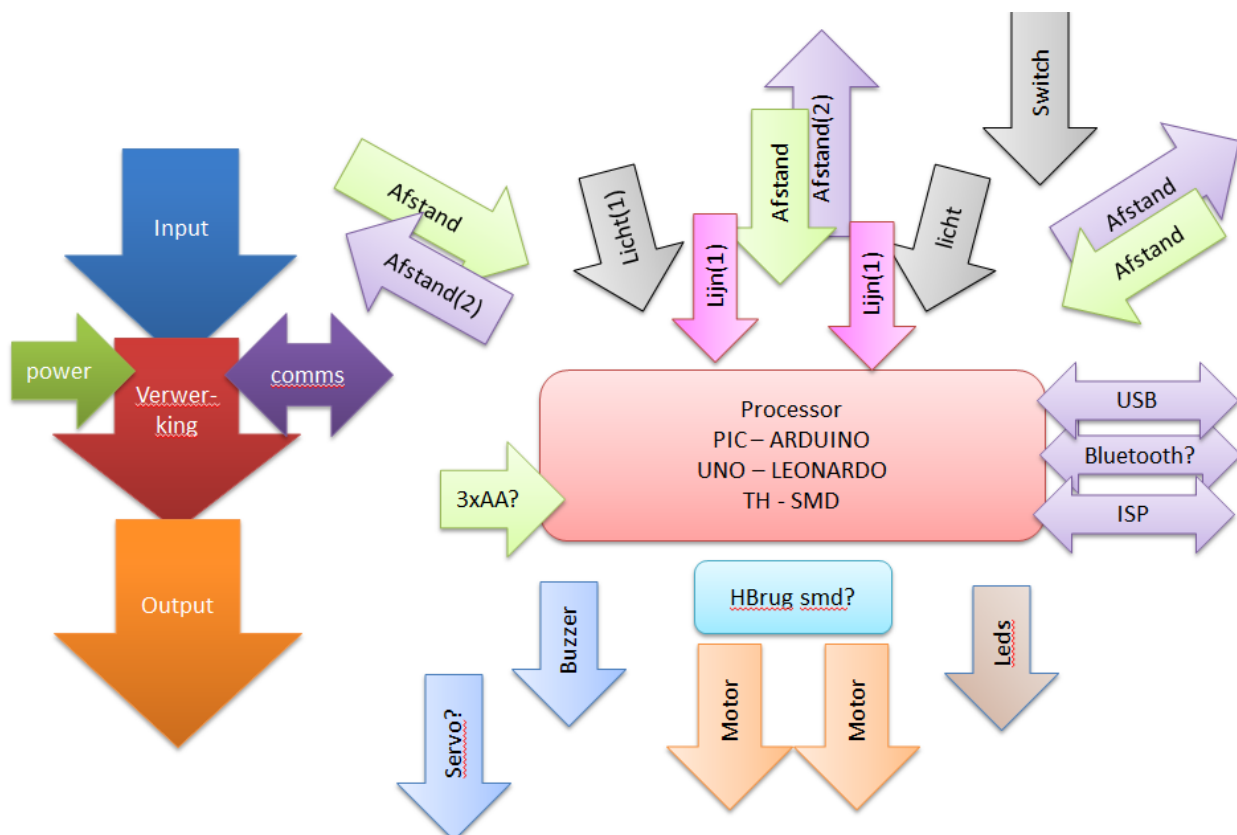 Input
power
Verwer-
king
comms
Output
Afstand
Afstand(2)
Licht(1)
Lijn(1)
Afstand
Afstand(2)
Lijn(1)
licht
Switch
Afstand
Afstand
Processor
PIC – ARDUINO
UNO – LEONARDO
TH - SMD
3xAA?
USB
Bluetooth?
ISP
HBrug smd?
Servo?
Buzzer
Motor
Motor
Leds